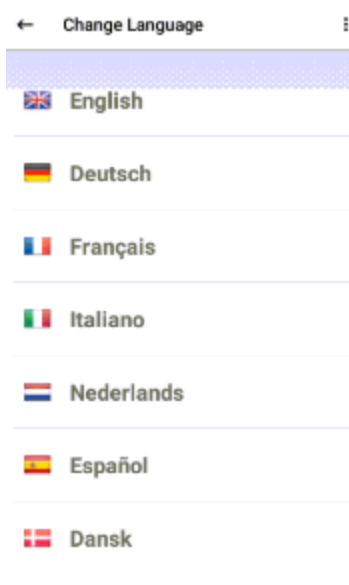 Change Language
English
Deutsch
Français
Italiano
Nederlands
Español
Dansk